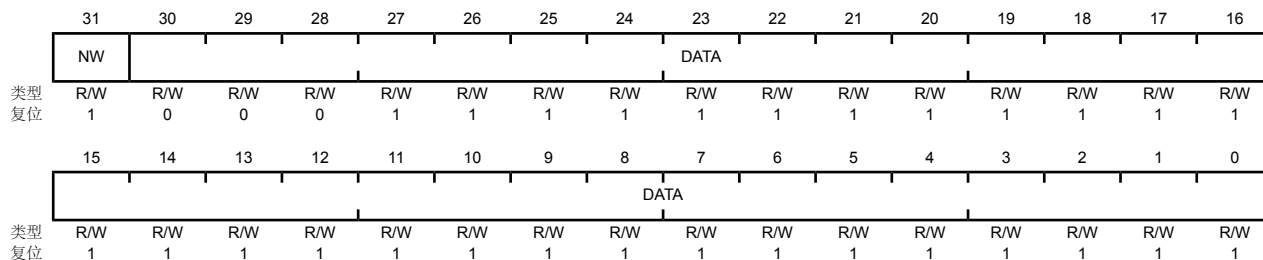 31 30 29 28 27 26 25 24 23 22 21 20 19 18 17 16
NW DATA
类型 R/W R/W R/W R/W R/W R/W R/W R/W R/W R/W R/W R/W R/W R/W R/W R/W
复位 1 0 0 0 1 1 1 1 1 1 1 1 1 1 1 1
15 14 13 12 11 10 9 8 7 6 5 4 3 2 1 0
DATA
类型 R/W R/W R/W R/W R/W R/W R/W R/W R/W R/W R/W R/W R/W R/W R/W R/W
复位 1 1 1 1 1 1 1 1 1 1 1 1 1 1 1 1